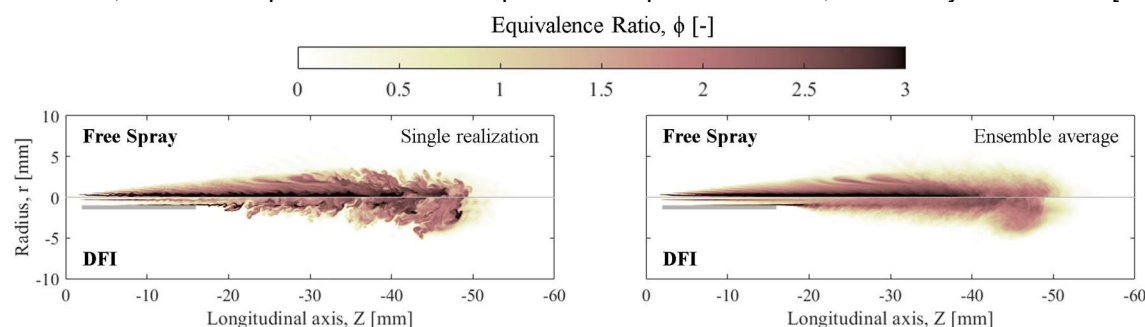 Equivalence Ratio, ϕ [-]
0 0.5 1 1.5 2 2.5 3
Free Spray Single realization
DFI
Radius, r [mm]
10
5
0
-5
-10
0 -10 -20 -30 -40 -50 -60
Longitudinal axis, Z [mm]
Free Spray Ensemble average
DFI
0 -10 -20 -30 -40 -50 -60
Longitudinal axis, Z [mm]